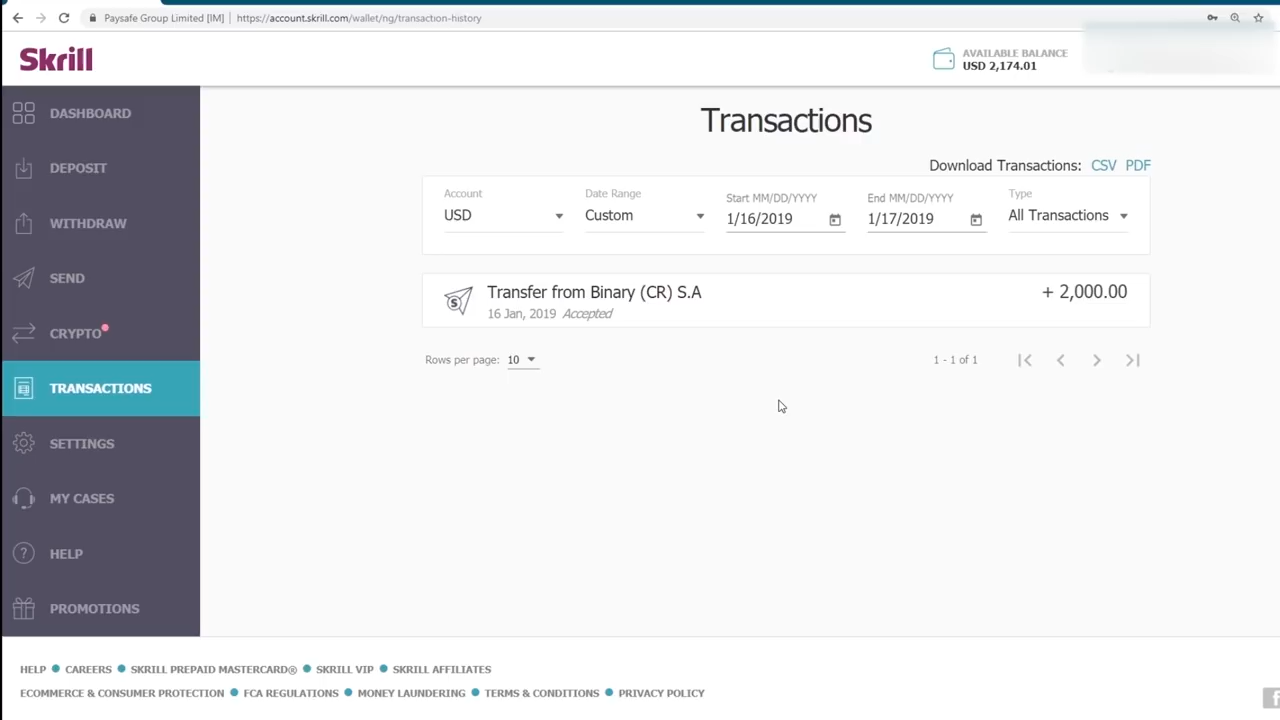 Paysafe Group Limited [IM] | https://account.skrill.com/wallet/ng/transaction-history
Skrill
AVAILABLE BALANCE
USD 2,174.01
DASHBOARD
DEPOSIT
WITHDRAW
SEND
CRYPTO
TRANSACTIONS
SETTINGS
MY CASES
HELP
PROMOTIONS
Transactions
Download Transactions: CSV PDF
Account Date Range Start MM/DD/YYYY End MM/DD/YYYY Type
USD Custom 1/16/2019 1/17/2019 All Transactions
Transfer from Binary (CR) S.A + 2,000.00
16 Jan, 2019 Accepted
Rows per page: 10 1 - 1 of 1
HELP CAREERS SKRILL PREPAID MASTERCARD® SKRILL VIP SKRILL AFFILIATES
ECOMMERCE & CONSUMER PROTECTION FCA REGULATIONS MONEY LAUNDERING TERMS & CONDITIONS PRIVACY POLICY